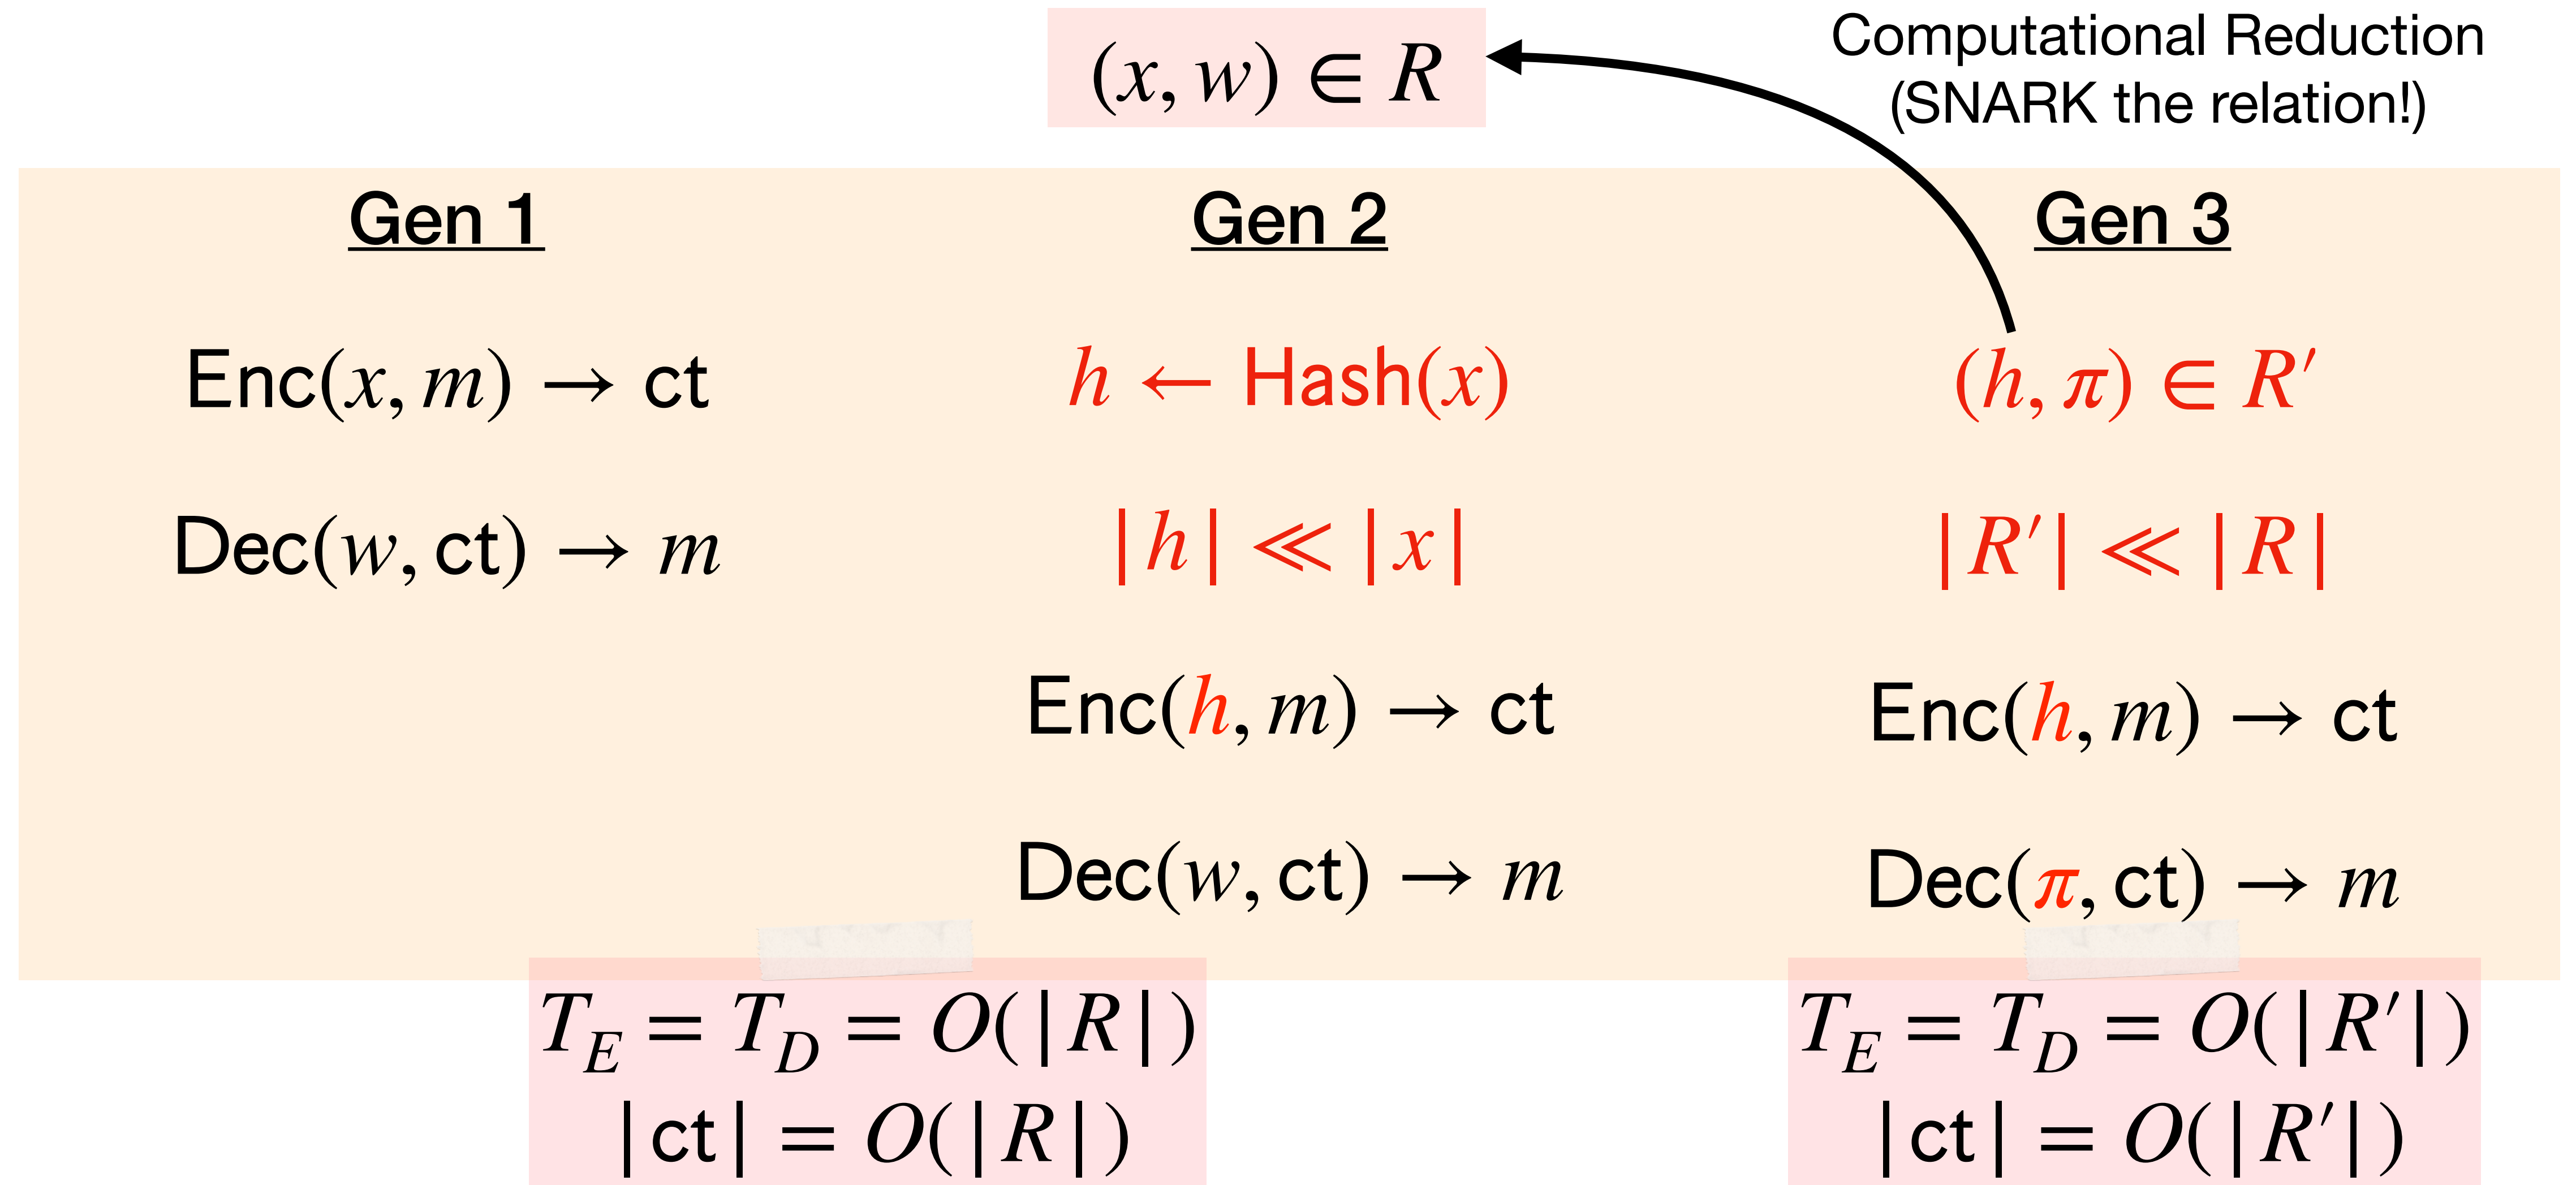 (x, w) ∈ R
Computational Reduction
(SNARK the relation!)
Gen 1
Enc(x, m) → ct
Dec(w, ct) → m
Gen 2
h ← Hash(x)
|h| ≪ |x|
Enc(h, m) → ct
Dec(w, ct) → m
Gen 3
(h, π) ∈ R′
|R′| ≪ |R|
Enc(h, m) → ct
Dec(π, ct) → m
T_E = T_D = O(|R|)
|ct| = O(|R|)
T_E = T_D = O(|R′|)
|ct| = O(|R′|)